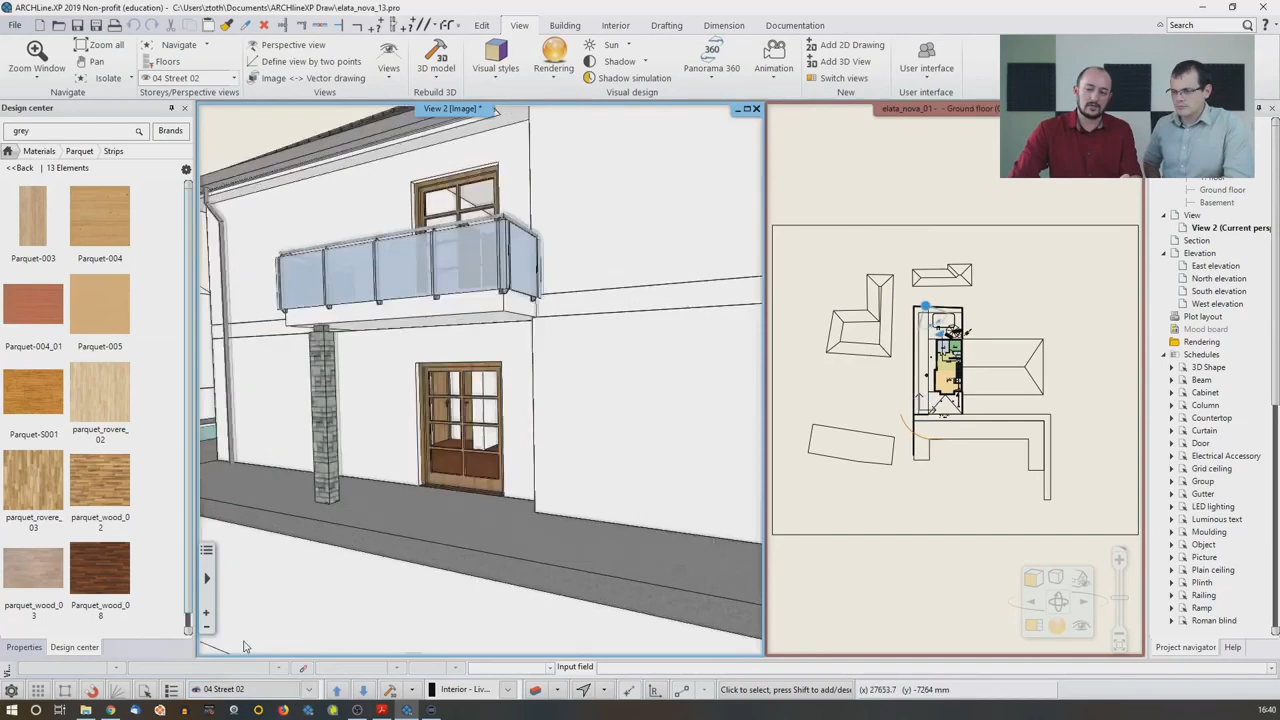 ARCHLine.XP 2019 Non-profit (education) - C:\Users\ztoth\Documents\ARCHlineXP Draw\elata_nova_13.pro
File
Edit
View
Building
Interior
Drafting
Dimension
Documentation
Search
Zoom Window
Zoom all
Pan
Isolate
Navigate
Navigate
Floors
04 Street 02
Storeys/Perspective views
Perspective view
Define view by two points
Image <-> Vector drawing
Views
Views
3D model
Rebuild 3D
Visual styles
Rendering
Sun
Shadow
Shadow simulation
Visual design
Panorama 360
Animation
Add 2D Drawing
Add 3D View
Switch views
New
User interface
User interface
Design center
grey
Brands
Materials
Parquet
Strips
<<Back
13 Elements
Parquet-003
Parquet-004
Parquet-004_01
Parquet-005
Parquet-S001
parquet_rovere_02
parquet_rovere_03
parquet_wood_02
parquet_wood_03
Parquet_wood_08
Properties
Design center
View 2 [Image] *
elata_nova_01 - - Ground floor
Ground floor
Basement
View
View 2 (Current pers
Section
Elevation
East elevation
North elevation
South elevation
West elevation
Plot layout
Mood board
Rendering
Schedules
3D Shape
Beam
Cabinet
Column
Countertop
Curtain
Door
Electrical Accessory
Grid ceiling
Group
Gutter
LED lighting
Luminous text
Moulding
Object
Picture
Plain ceiling
Plinth
Railing
Ramp
Roman blind
Project navigator
Help
Input field
04 Street 02
Interior - Liv...
Click to select, press Shift to add/dese
(x) 27653.7 (y) -7264 mm
16:40